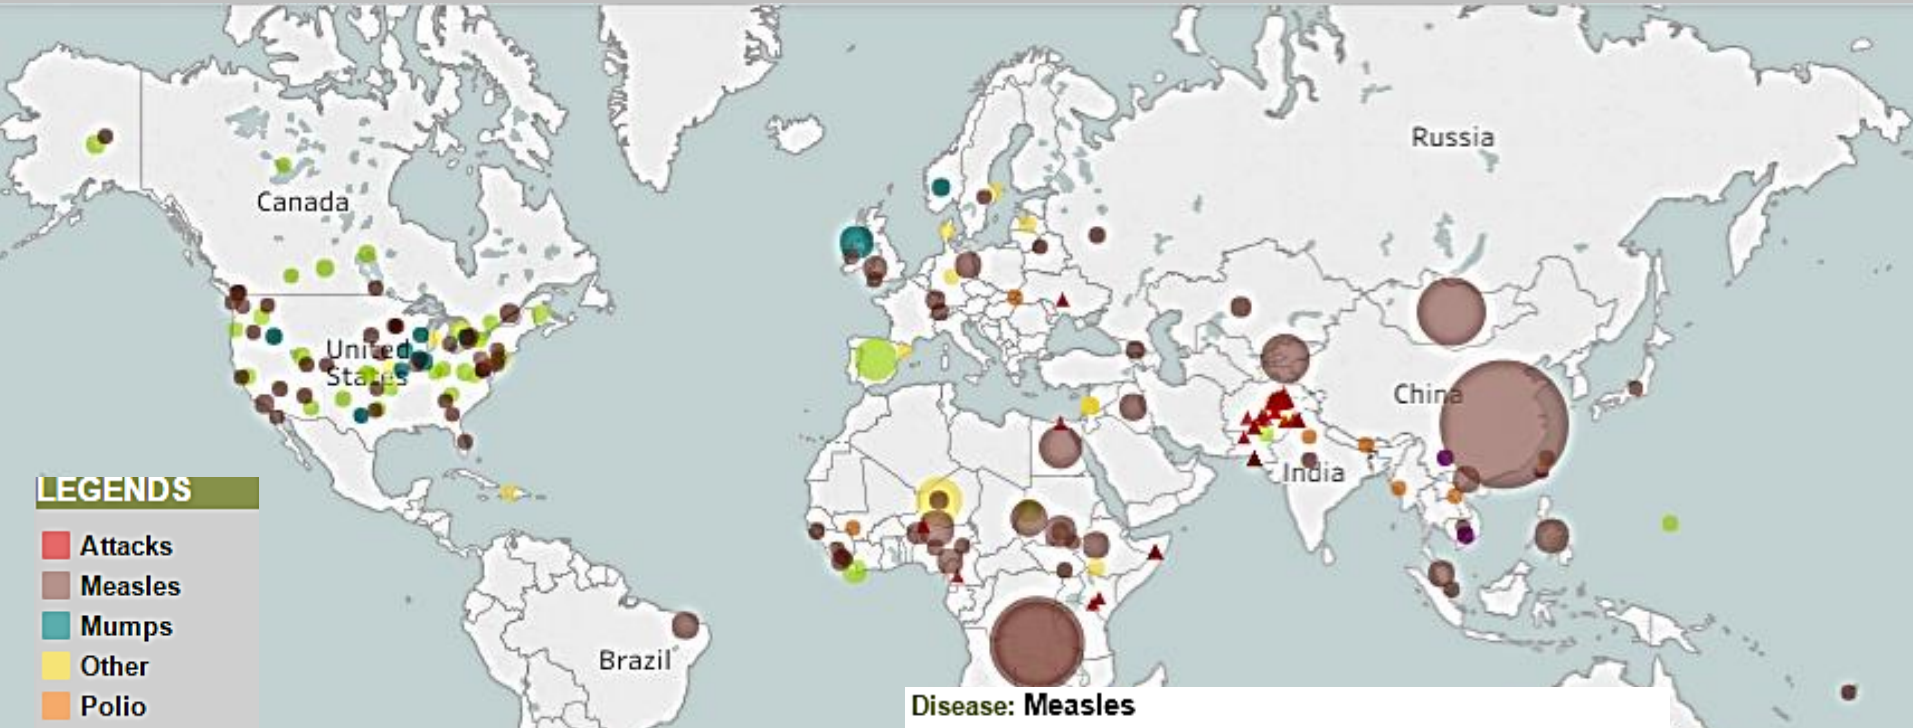 Russia
Canada
United
States
China
India
Brazil
LEGENDS
Attacks
Measles
Mumps
Other
Polio
Disease: Measles